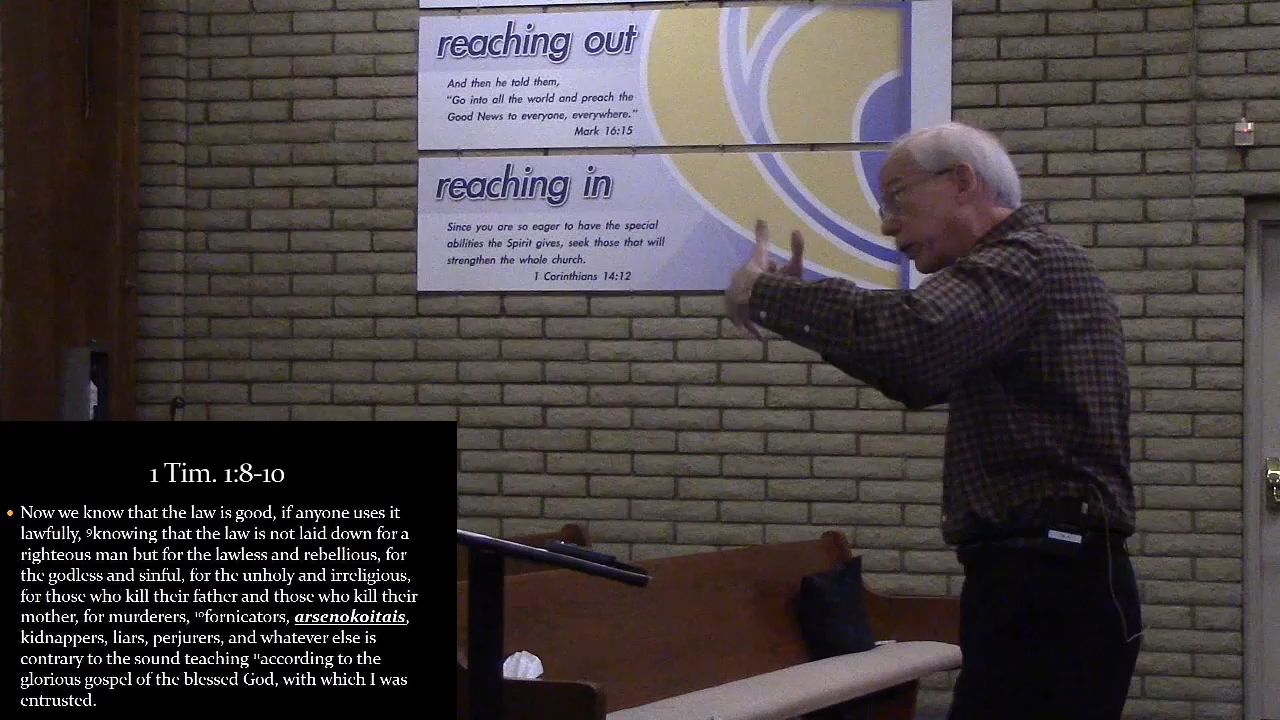 reaching out
And then he told them,
"Go into all the world and preach the
Good News to everyone, everywhere."
Mark 16:15
reaching in
Since you are so eager to have the special
abilities the Spirit gives, seek those that will
strengthen the whole church.
1 Corinthians 14:12
1 Tim. 1:8-10
• Now we know that the law is good, if anyone uses it
lawfully, ⁹knowing that the law is not laid down for a
righteous man but for the lawless and rebellious, for
the godless and sinful, for the unholy and irreligious,
for those who kill their father and those who kill their
mother, for murderers, ¹⁰fornicators, arsenokoitais,
kidnappers, liars, perjurers, and whatever else is
contrary to the sound teaching ¹¹according to the
glorious gospel of the blessed God, with which I was
entrusted.